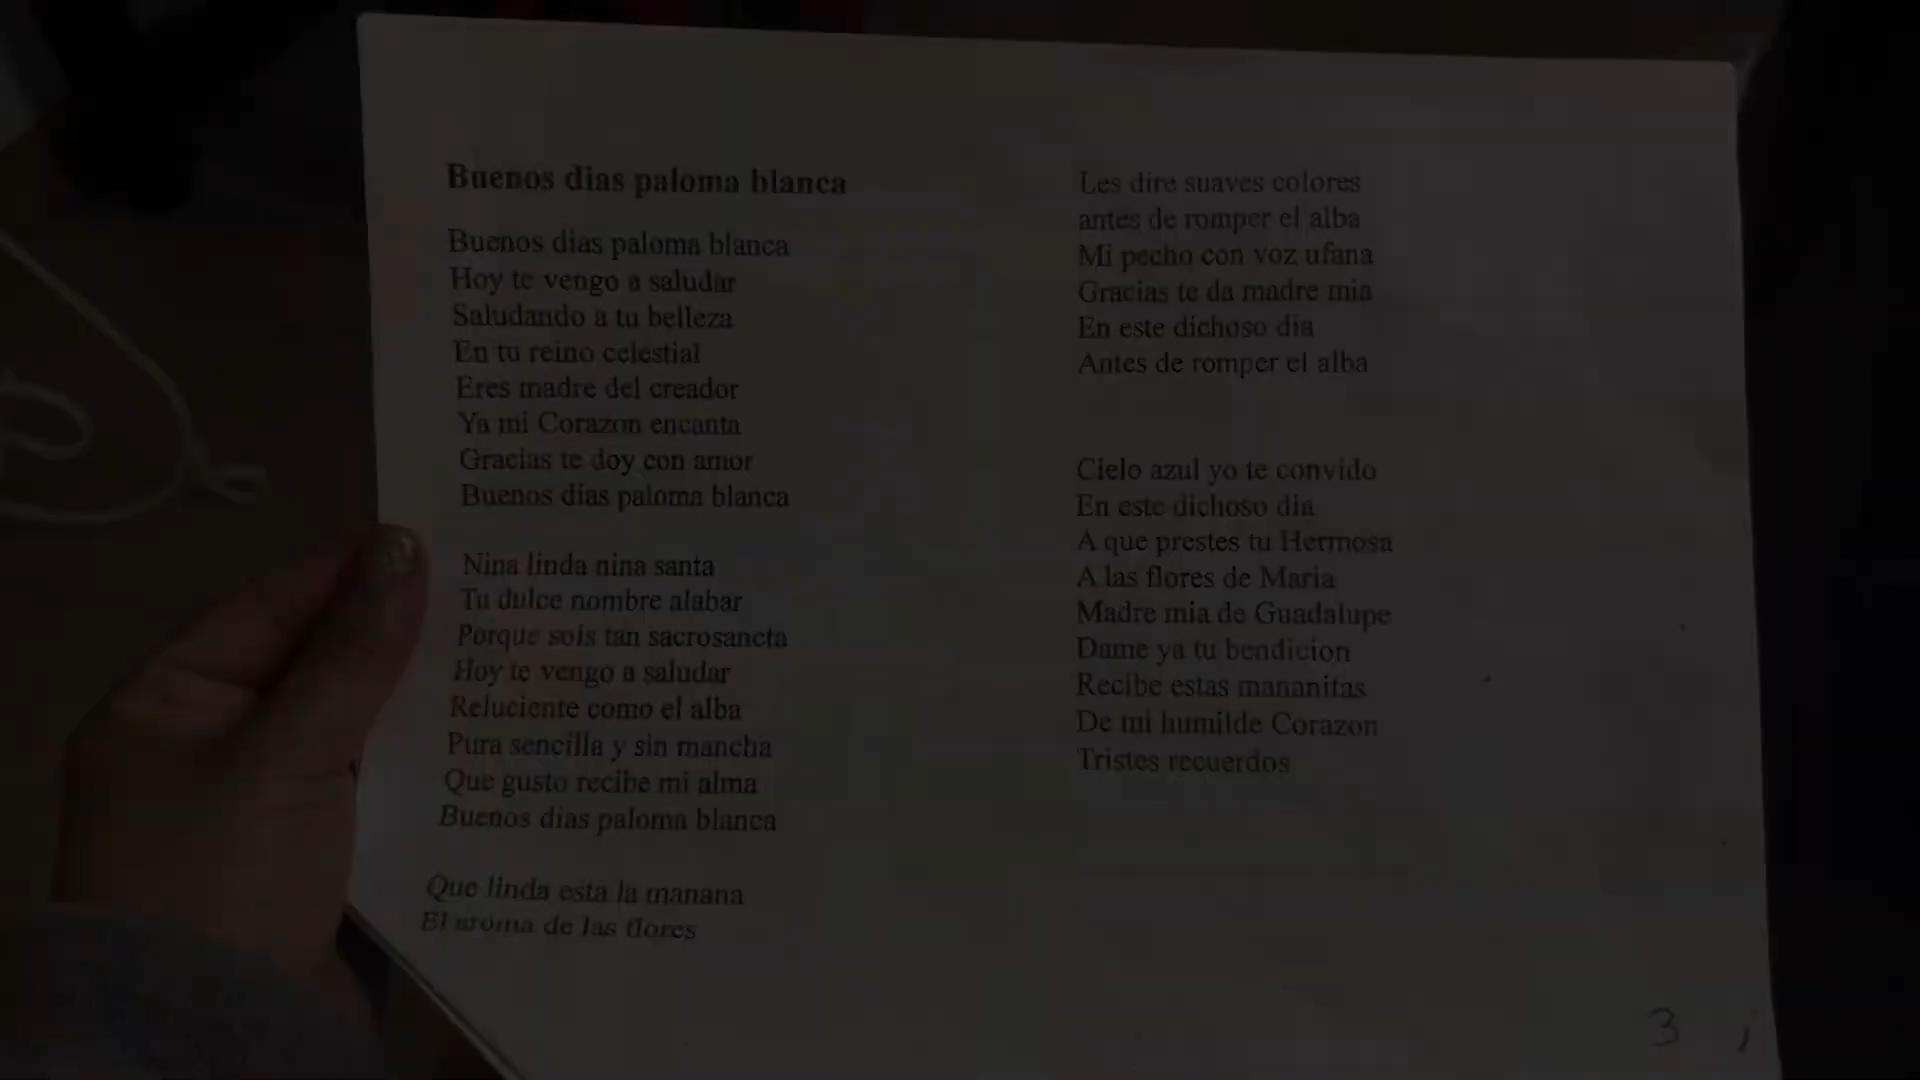 Buenos dias paloma blanca
Buenos dias paloma blanca
Hoy te vengo a saludar
Saludando a tu belleza
En tu reino celestial
Eres madre del creador
Ya mi Corazon encanta
Gracias te doy con amor
Buenos dias paloma blanca
Nina linda nina santa
Tu dulce nombre alabar
Porque sois tan sacrosancta
Hoy te vengo a saludar
Reluciente como el alba
Pura sencilla y sin mancha
Que gusto recibe mi alma
Buenos dias paloma blanca
Que linda esta la manana
El aroma de las flores
Les dire suaves colores
antes de romper el alba
Mi pecho con voz ufana
Gracias te da madre mia
En este dichoso dia
Antes de romper el alba
Cielo azul yo te convido
En este dichoso dia
A que prestes tu Hermosa
A las flores de Maria
Madre mia de Guadalupe
Dame ya tu bendicion
Recibe estas mananitas
De mi humilde Corazon
Tristes recuerdos
3